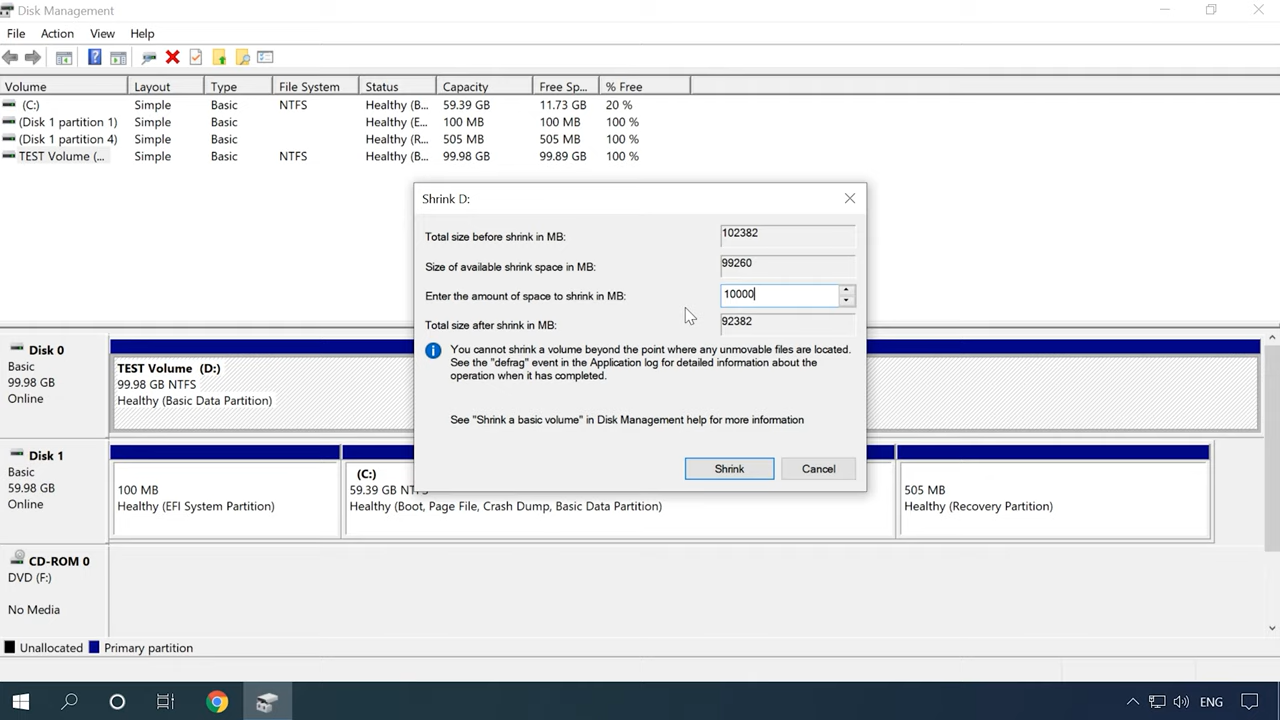 Disk Management
File Action View Help
Volume Layout Type File System Status Capacity Free Sp... % Free
(C:) Simple Basic NTFS Healthy (B... 59.39 GB 11.73 GB 20 %
(Disk 1 partition 1) Simple Basic Healthy (E... 100 MB 100 MB 100 %
(Disk 1 partition 4) Simple Basic Healthy (R... 505 MB 505 MB 100 %
TEST Volume (... Simple Basic NTFS Healthy (B... 99.98 GB 99.89 GB 100 %
Shrink D:
Total size before shrink in MB: 102382
Size of available shrink space in MB: 99260
Enter the amount of space to shrink in MB: 10000
Total size after shrink in MB: 92382
You cannot shrink a volume beyond the point where any unmovable files are located.
See the "defrag" event in the Application log for detailed information about the
operation when it has completed.
See "Shrink a basic volume" in Disk Management help for more information
Shrink Cancel
Disk 0
Basic
99.98 GB
Online
TEST Volume (D:)
99.98 GB NTFS
Healthy (Basic Data Partition)
Disk 1
Basic
59.98 GB
Online
100 MB
Healthy (EFI System Partition)
(C:)
59.39 GB NTFS
Healthy (Boot, Page File, Crash Dump, Basic Data Partition)
505 MB
Healthy (Recovery Partition)
CD-ROM 0
DVD (F:)
No Media
Unallocated Primary partition
ENG